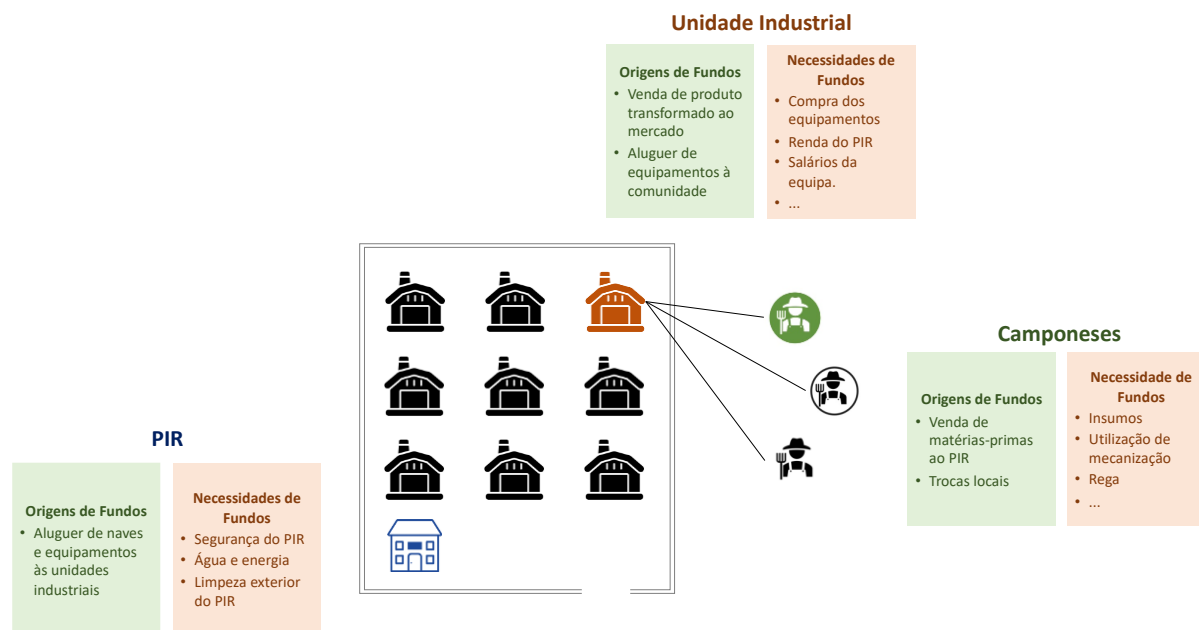 Unidade Industrial
Origens de Fundos
• Venda de produto
transformado ao
mercado
• Aluguer de
equipamentos à
comunidade
Necessidades de
Fundos
• Compra dos
equipamentos
• Renda do PIR
• Salários da
equipa.
• ...
Camponeses
Origens de Fundos
• Venda de
matérias-primas
ao PIR
• Trocas locais
Necessidade de
Fundos
• Insumos
• Utilização de
mecanização
• Rega
• ...
PIR
Origens de Fundos
• Aluguer de naves
e equipamentos
às unidades
industriais
Necessidades de
Fundos
• Segurança do PIR
• Água e energia
• Limpeza exterior
do PIR